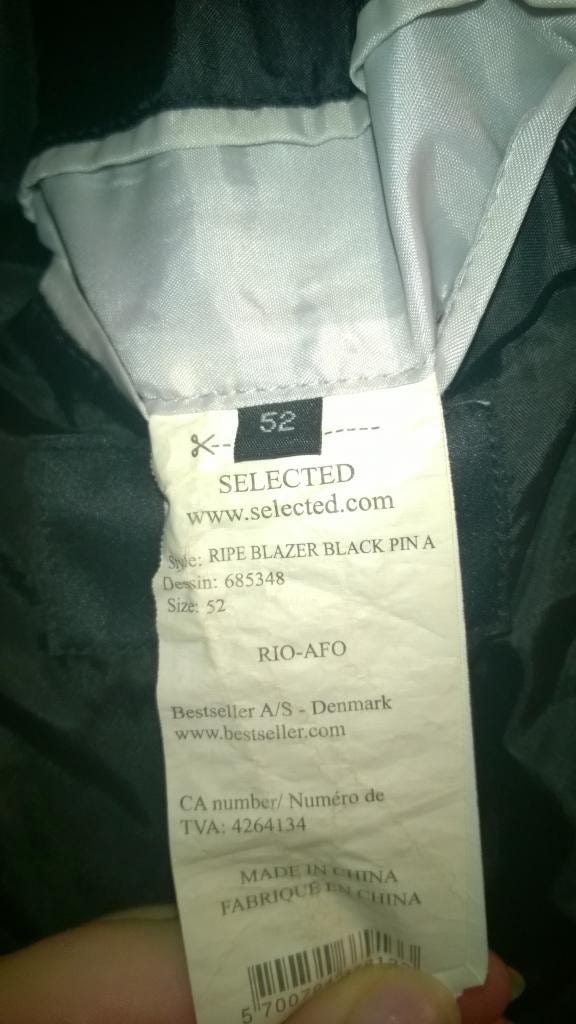 52
SELECTED
www.selected.com
Style: RIPE BLAZER BLACK PIN A
Dessin: 685348
Size: 52
RIO-AFO
Bestseller A/S - Denmark
www.bestseller.com
CA number/ Numéro de
TVA: 4264134
MADE IN CHINA
FABRIQUÉ EN CHINA